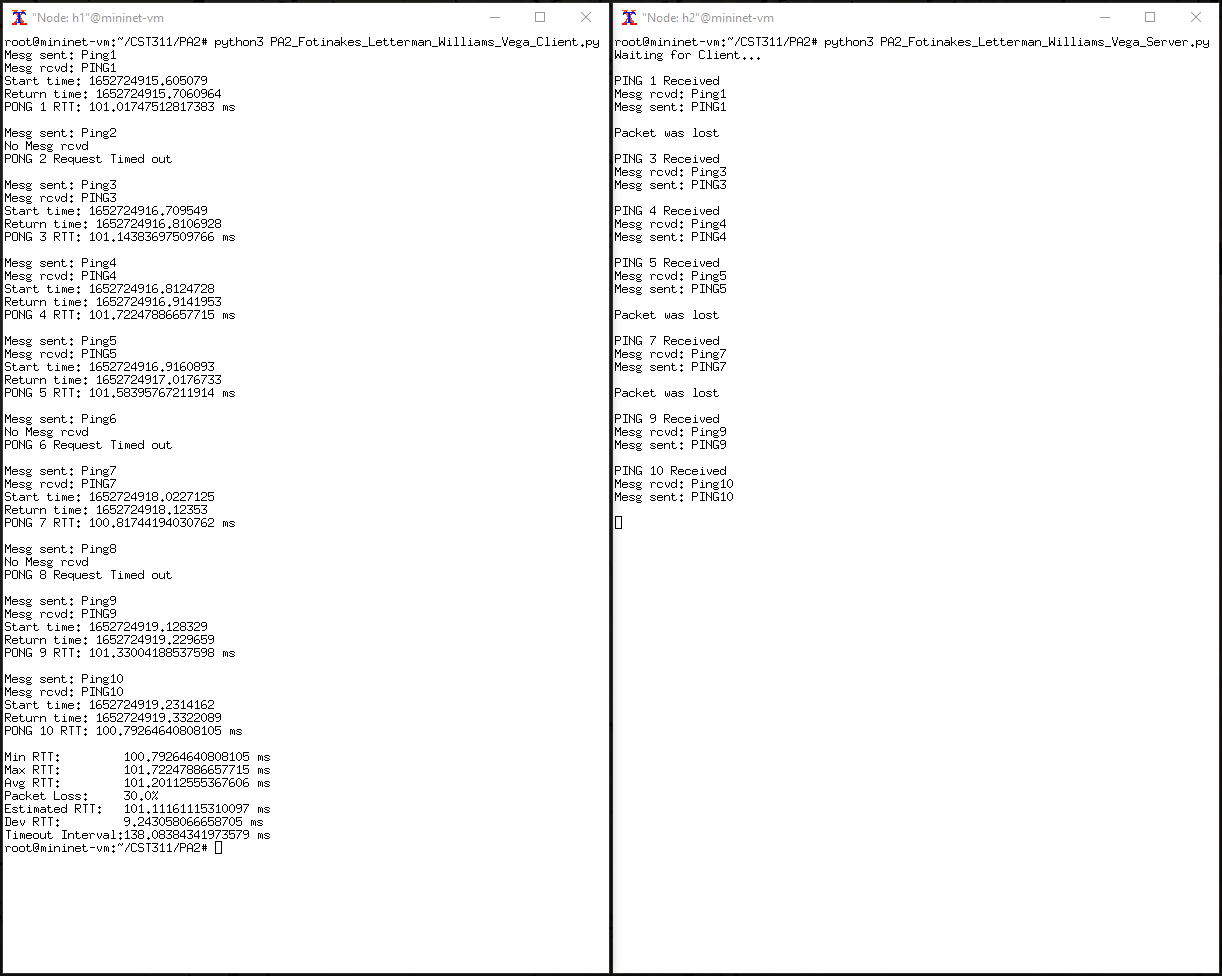 "Node: h1"@mininet-vm
root@mininet-vm:~/CST311/PA2# python3 PA2_Fotinakes_Letterman_Williams_Vega_Client.py
Mesg sent: Ping1
Mesg rcvd: PING1
Start time: 1652724915.605079
Return time: 1652724915.7060964
PONG 1 RTT: 101.01747512817383 ms

Mesg sent: Ping2
No Mesg rcvd
PONG 2 Request Timed out

Mesg sent: Ping3
Mesg rcvd: PING3
Start time: 1652724916.709549
Return time: 1652724916.8106928
PONG 3 RTT: 101.14383697509766 ms

Mesg sent: Ping4
Mesg rcvd: PING4
Start time: 1652724916.8124728
Return time: 1652724916.9141953
PONG 4 RTT: 101.72247886657715 ms

Mesg sent: Ping5
Mesg rcvd: PING5
Start time: 1652724916.9160893
Return time: 1652724917.0176733
PONG 5 RTT: 101.58395767211914 ms

Mesg sent: Ping6
No Mesg rcvd
PONG 6 Request Timed out

Mesg sent: Ping7
Mesg rcvd: PING7
Start time: 1652724918.0227125
Return time: 1652724918.12353
PONG 7 RTT: 100.81744194030762 ms

Mesg sent: Ping8
No Mesg rcvd
PONG 8 Request Timed out

Mesg sent: Ping9
Mesg rcvd: PING9
Start time: 1652724919.128329
Return time: 1652724919.229659
PONG 9 RTT: 101.33004188537598 ms

Mesg sent: Ping10
Mesg rcvd: PING10
Start time: 1652724919.2314162
Return time: 1652724919.3322089
PONG 10 RTT: 100.79264640808105 ms

Min RTT: 100.79264640808105 ms
Max RTT: 101.72247886657715 ms
Avg RTT: 101.20112555367606 ms
Packet Loss: 30.0%
Estimated RTT: 101.11161115310097 ms
Dev RTT: 9.243058066658705 ms
Timeout Interval:138.08384341973579 ms
root@mininet-vm:~/CST311/PA2#

"Node: h2"@mininet-vm
root@mininet-vm:~/CST311/PA2# python3 PA2_Fotinakes_Letterman_Williams_Vega_Server.py
Waiting for Client...

PING 1 Received
Mesg rcvd: Ping1
Mesg sent: PING1

Packet was lost

PING 3 Received
Mesg rcvd: Ping3
Mesg sent: PING3

PING 4 Received
Mesg rcvd: Ping4
Mesg sent: PING4

PING 5 Received
Mesg rcvd: Ping5
Mesg sent: PING5

Packet was lost

PING 7 Received
Mesg rcvd: Ping7
Mesg sent: PING7

Packet was lost

PING 9 Received
Mesg rcvd: Ping9
Mesg sent: PING9

PING 10 Received
Mesg rcvd: Ping10
Mesg sent: PING10